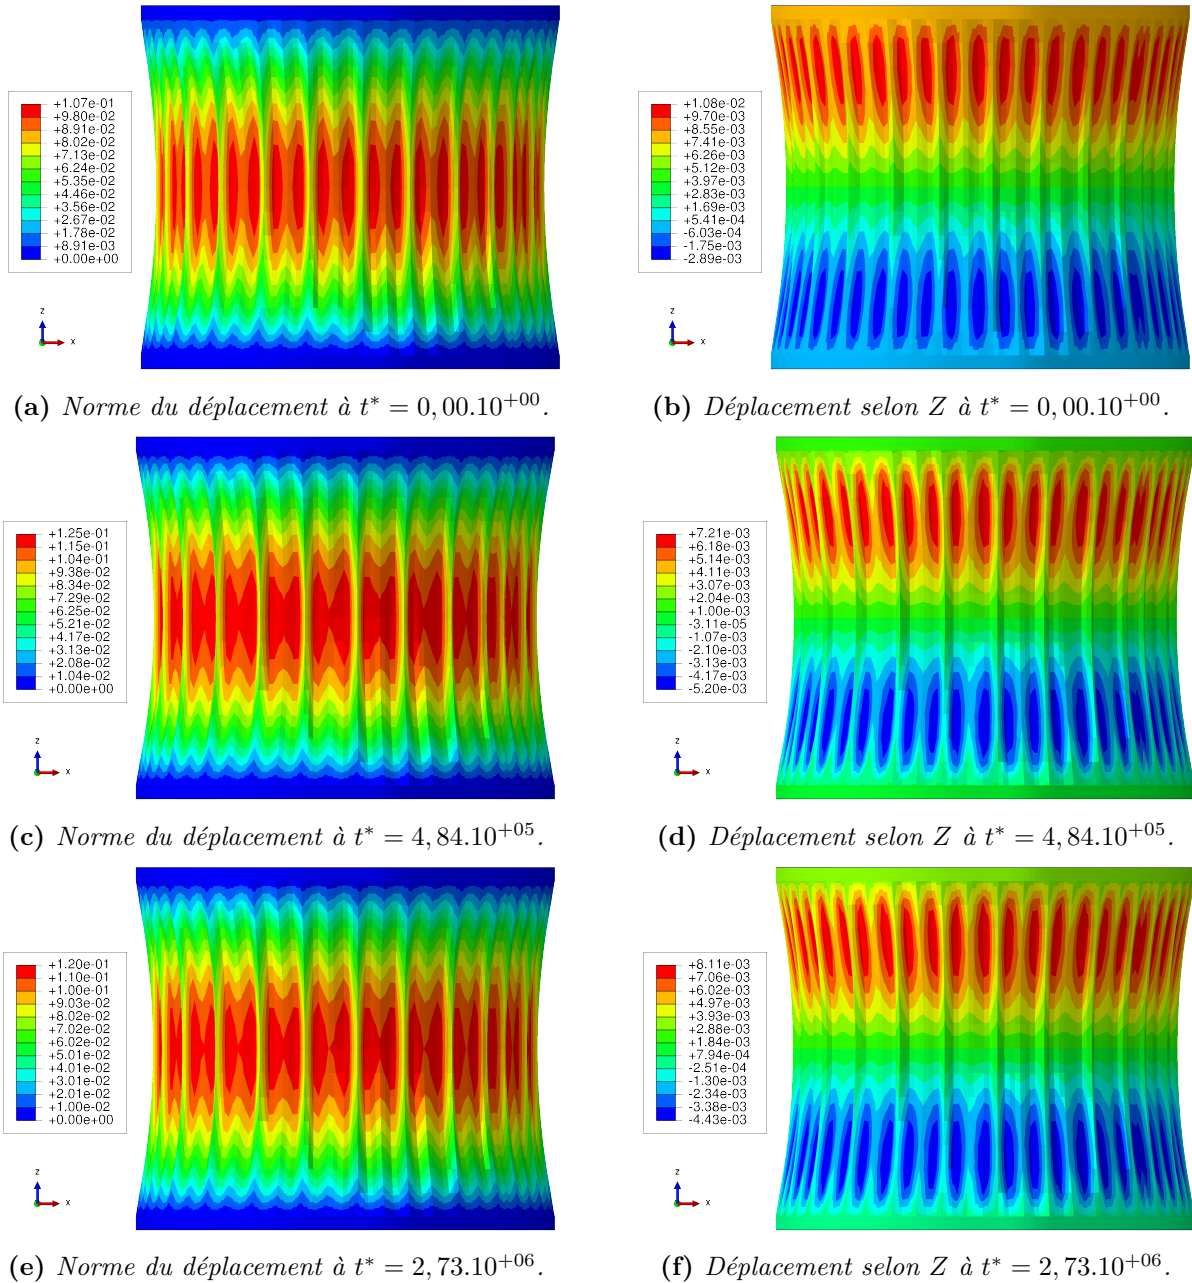 +1.07e-01
+9.80e-02
+8.91e-02
+8.02e-02
+7.13e-02
+6.24e-02
+5.35e-02
+4.46e-02
+3.56e-02
+2.67e-02
+1.78e-02
+8.91e-03
+0.00e+00
z
x
+1.08e-02
+9.70e-03
+8.55e-03
+7.41e-03
+6.26e-03
+5.12e-03
+3.97e-03
+2.83e-03
+1.69e-03
+5.41e-04
-6.03e-04
-1.75e-03
-2.89e-03
z
x
(a) Norme du déplacement à t* = 0, 00.10+00.
(b) Déplacement selon Z à t* = 0, 00.10+00.
+1.25e-01
+1.15e-01
+1.04e-01
+9.38e-02
+8.34e-02
+7.29e-02
+6.25e-02
+5.21e-02
+4.17e-02
+3.13e-02
+2.08e-02
+1.04e-02
+0.00e+00
z
x
+7.21e-03
+6.18e-03
+5.14e-03
+4.11e-03
+3.07e-03
+2.04e-03
+1.00e-03
-3.11e-05
-1.07e-03
-2.10e-03
-3.13e-03
-4.17e-03
-5.20e-03
z
x
(c) Norme du déplacement à t* = 4, 84.10+05.
(d) Déplacement selon Z à t* = 4, 84.10+05.
+1.20e-01
+1.10e-01
+1.00e-01
+9.03e-02
+8.02e-02
+7.02e-02
+6.02e-02
+5.01e-02
+4.01e-02
+3.01e-02
+2.01e-02
+1.00e-02
+0.00e+00
z
x
+8.11e-03
+7.06e-03
+6.02e-03
+4.97e-03
+3.93e-03
+2.88e-03
+1.84e-03
+7.94e-04
-2.51e-04
-1.30e-03
-2.34e-03
-3.38e-03
-4.43e-03
z
x
(e) Norme du déplacement à t* = 2, 73.10+06.
(f) Déplacement selon Z à t* = 2, 73.10+06.